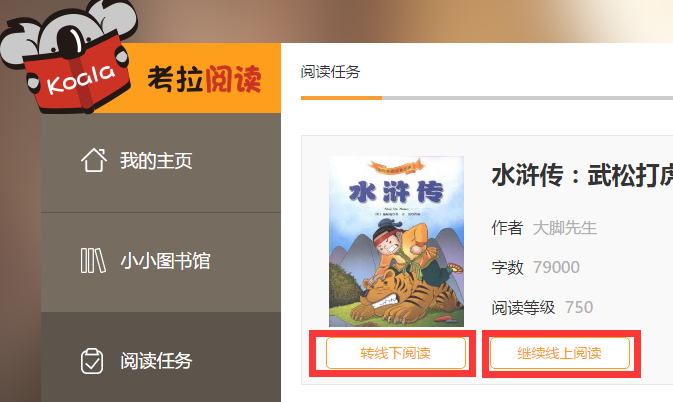 Koala
考拉阅读
我的主页
小小图书馆
阅读任务
阅读任务
水浒传
水浒传：武松打虎
作者 大脚先生
字数 79000
阅读等级 750
转线下阅读
继续线上阅读